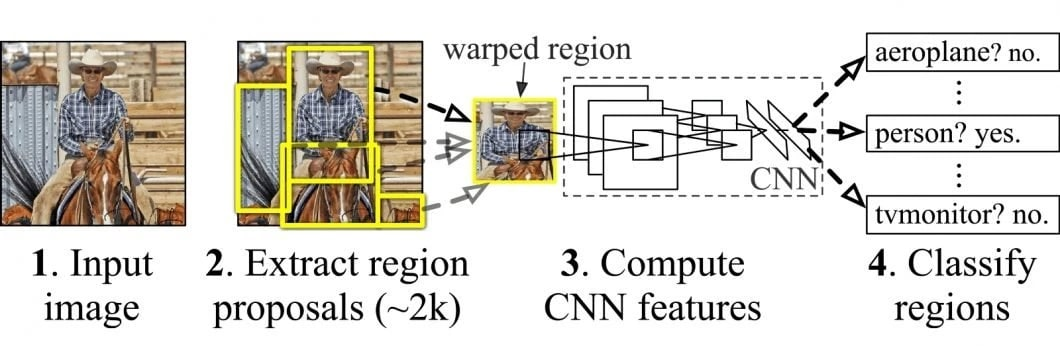 warped region
aeroplane? no.
⋮
person? yes.
⋮
CNN
tvmonitor? no.
1. Input
image
2. Extract region
proposals (~2k)
3. Compute
CNN features
4. Classify
regions